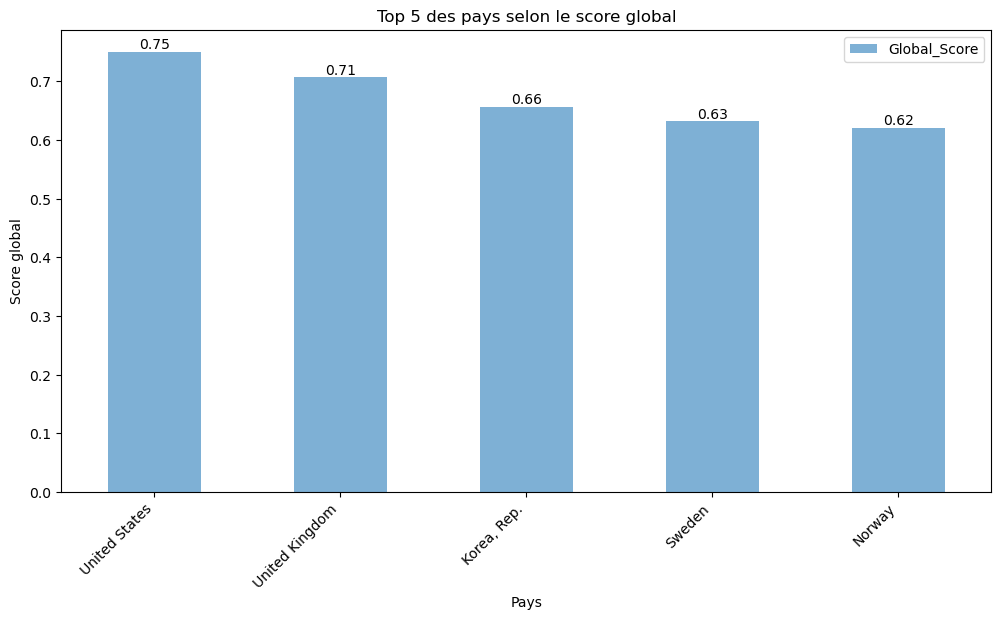 Top 5 des pays selon le score global
Global_Score
0.75
0.71
0.66
0.63
0.62
Score global
0.7
0.6
0.5
0.4
0.3
0.2
0.1
0.0
United States
United Kingdom
Korea, Rep.
Sweden
Norway
Pays